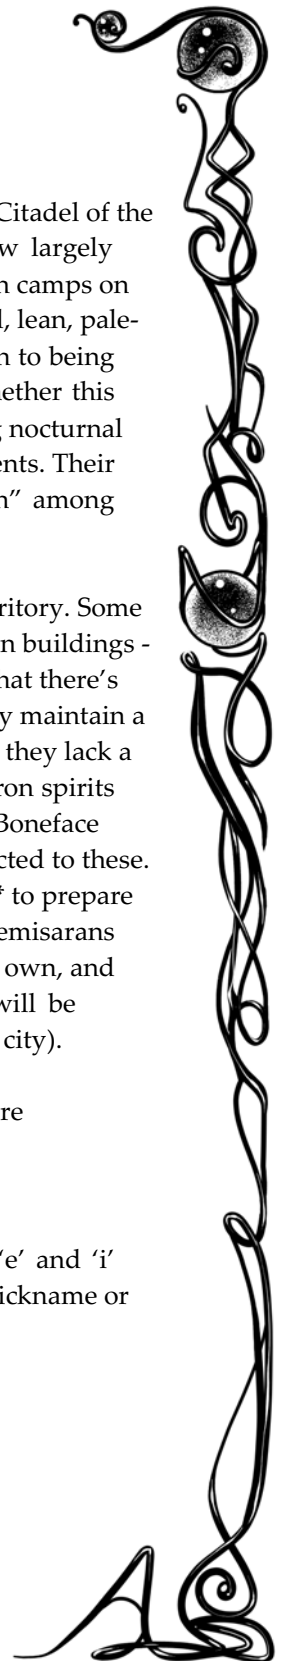 Citadel of the
w largely
n camps on
l, lean, pale-
n to being
hether this
g nocturnal
ents. Their
n” among
ritory. Some
n buildings -
hat there’s
y maintain a
they lack a
ron spirits
Boneface
cted to these.
* to prepare
emisarans
own, and
will be
city).
re
‘e’ and ‘i’
ickname or